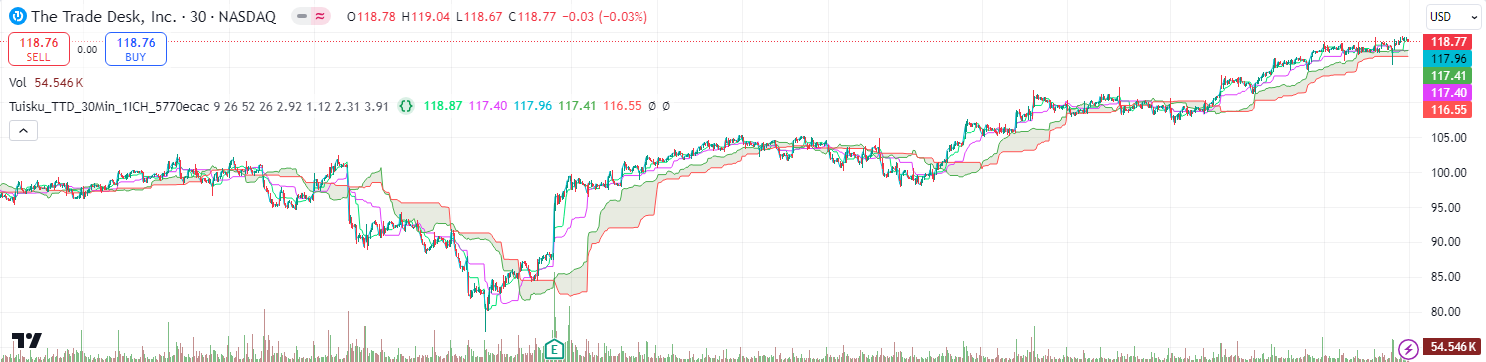 The Trade Desk, Inc. · 30 · NASDAQ O118.78 H119.04 L118.67 C118.77 −0.03 (−0.03%)
USD
118.76 SELL 0.00 118.76 BUY
Vol 54.546 K
Tuisku_TTD_30Min_1ICH_5770ecac 9 26 52 26 2.92 1.12 2.31 3.91 {} 118.87 117.40 117.96 117.41 116.55 Ø Ø
118.77
117.96
117.41
117.40
116.55
105.00
100.00
95.00
90.00
85.00
80.00
E
54.546 K